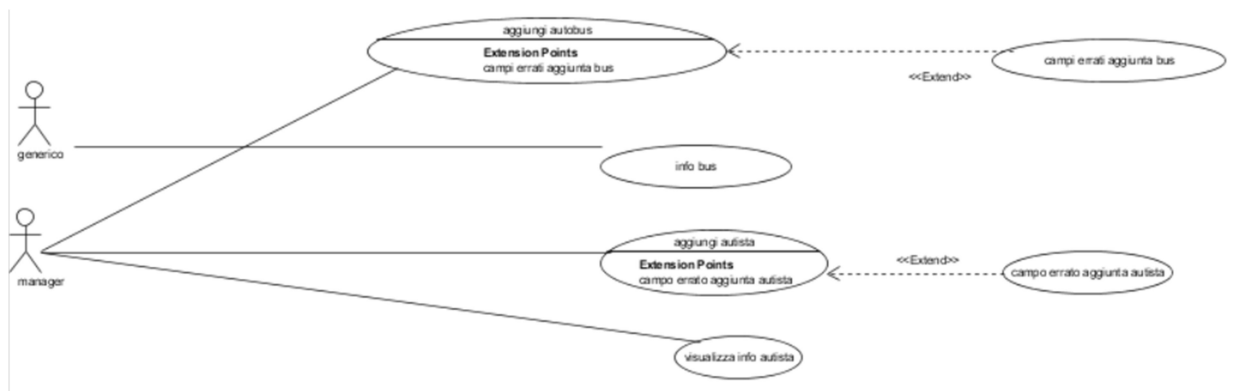 aggiungi autobus
Extension Points
campi errati aggiunta bus
campi errati aggiunta bus
<<Extend>>
generico
info bus
manager
aggiungi autista
Extension Points
campo errato aggiunta autista
<<Extend>>
campo errato aggiunta autista
visualizza info autista